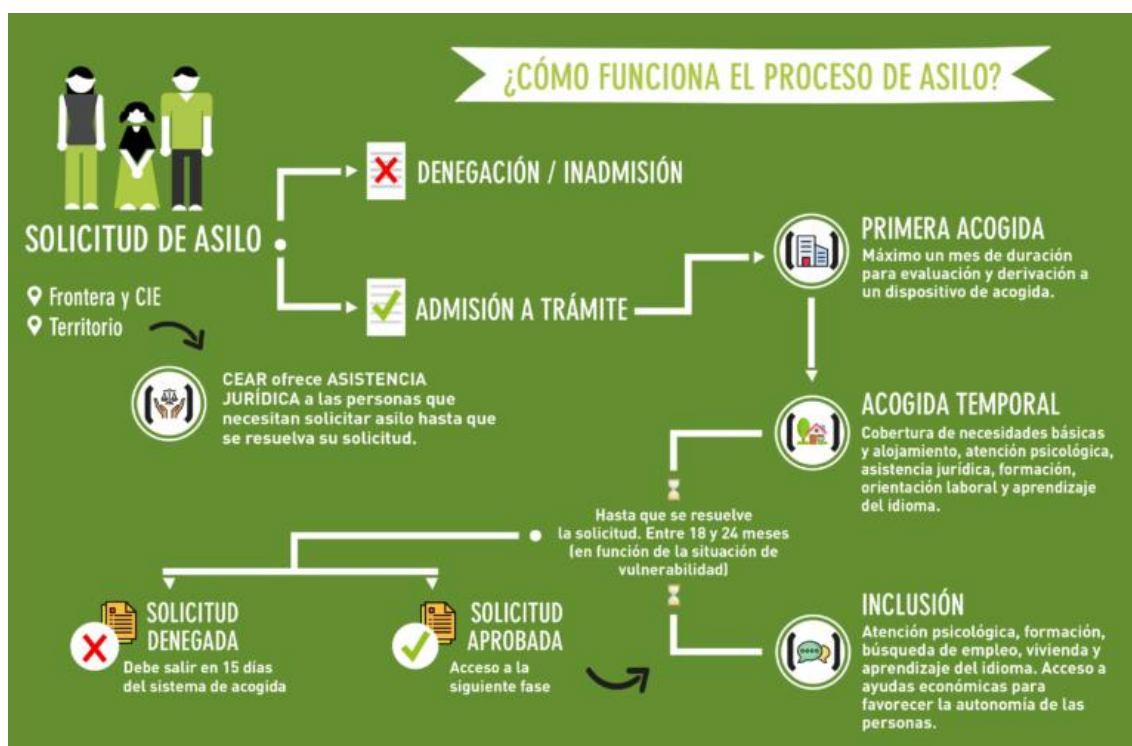 ¿CÓMO FUNCIONA EL PROCESO DE ASILO?
SOLICITUD DE ASILO
Frontera y CIE
Territorio
CEAR ofrece ASISTENCIA
JURÍDICA a las personas que
necesitan solicitar asilo hasta que
se resuelva su solicitud.
DENEGACIÓN / INADMISIÓN
ADMISIÓN A TRÁMITE
PRIMERA ACOGIDA
Máximo un mes de duración
para evaluación y derivación a
un dispositivo de acogida.
ACOGIDA TEMPORAL
Cobertura de necesidades básicas
y alojamiento, atención psicológica,
asistencia jurídica, formación,
orientación laboral y aprendizaje
del idioma.
Hasta que se resuelve
la solicitud. Entre 18 y 24 meses
(en función de la situación de
vulnerabilidad)
SOLICITUD
DENEGADA
Debe salir en 15 días
del sistema de acogida
SOLICITUD
APROBADA
Acceso a la
siguiente fase
INCLUSIÓN
Atención psicológica, formación,
búsqueda de empleo, vivienda y
aprendizaje del idioma. Acceso a
ayudas económicas para
favorecer la autonomía de las
personas.